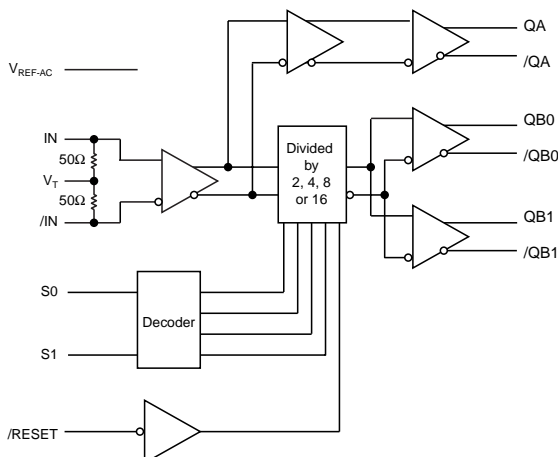 QA
/QA
VREF-AC
IN
50Ω
VT
50Ω
/IN
Divided
by
2, 4, 8
or 16
QB0
/QB0
QB1
/QB1
S0
Decoder
S1
/RESET